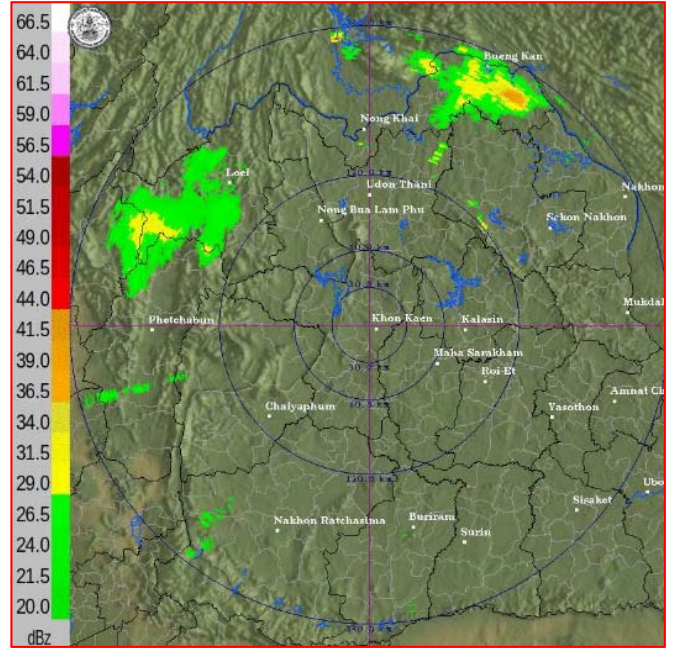 66.5
64.0
61.5
59.0
56.5
54.0
51.5
49.0
46.5
44.0
41.5
39.0
36.5
34.0
31.5
29.0
26.5
24.0
21.5
20.0
dBz
Bueng Kan
Nong Khai
Loei
Udon Thani
Nakhon
Nong Bua Lam Phu
Sakon Nakhon
Mukdah
Phetchabun
Khon Kaen
Kalasin
Maha Sarakham
Roi-Et
Amnat Ch
Chaiyaphum
Yasothon
120.0 km
Sisaket
Ubo
Nakhon Ratchasima
Buriram
Surin